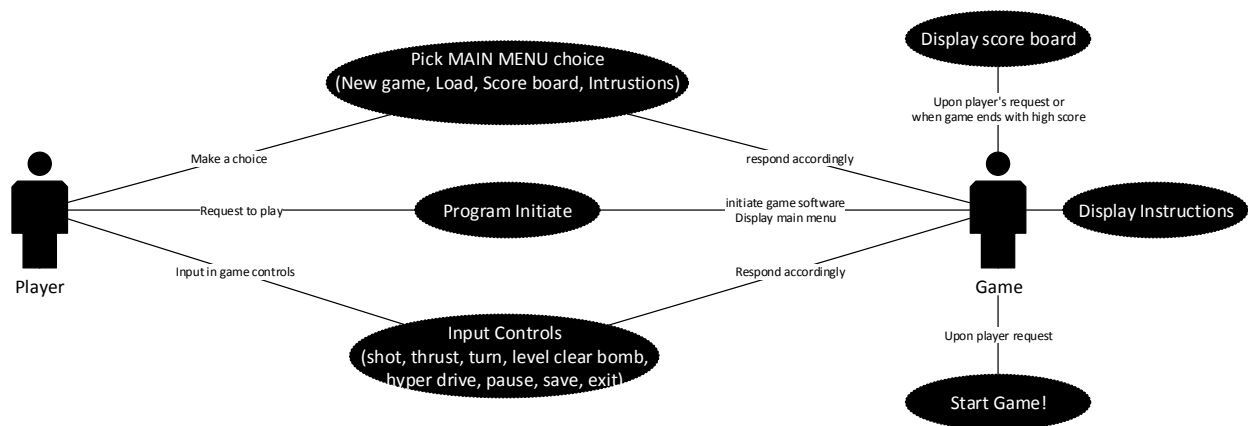 Display score board
Pick MAIN MENU choice
(New game, Load, Score board, Intrustions)
Upon player's request or
when game ends with high score
Make a choice
respond accordingly
Request to play
Program Initiate
initiate game software
Display main menu
Display Instructions
Input in game controls
Respond accordingly
Player
Game
Input Controls
(shot, thrust, turn, level clear bomb,
hyper drive, pause, save, exit)
Upon player request
Start Game!